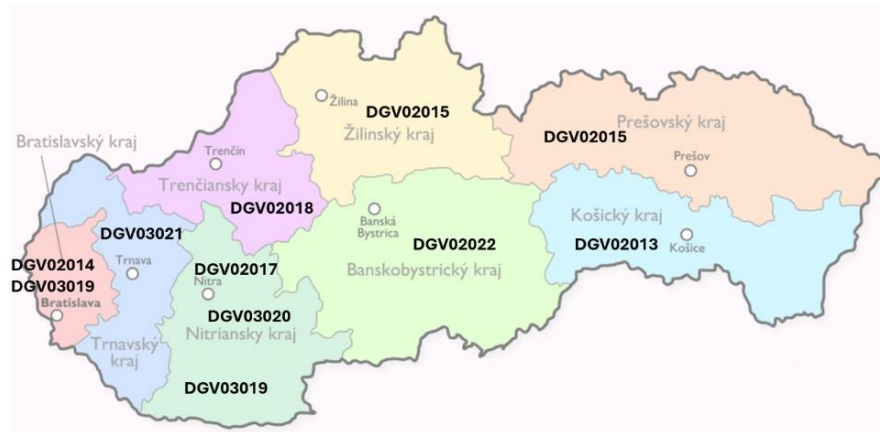 Žilina
DGV02015
Žilinský kraj
DGV02015
Prešovský kraj
Prešov
Bratislavský kraj
Trenčín
Trenčiansky kraj
DGV02018
Banská
Bystrica
DGV02022
Banskobystrický kraj
Košický kraj
DGV02013
Košice
DGV03021
Trnava
DGV02014
DGV03019
Bratislava
Trnavský
kraj
DGV02017
Nitra
DGV03020
Nitriansky kraj
DGV03019